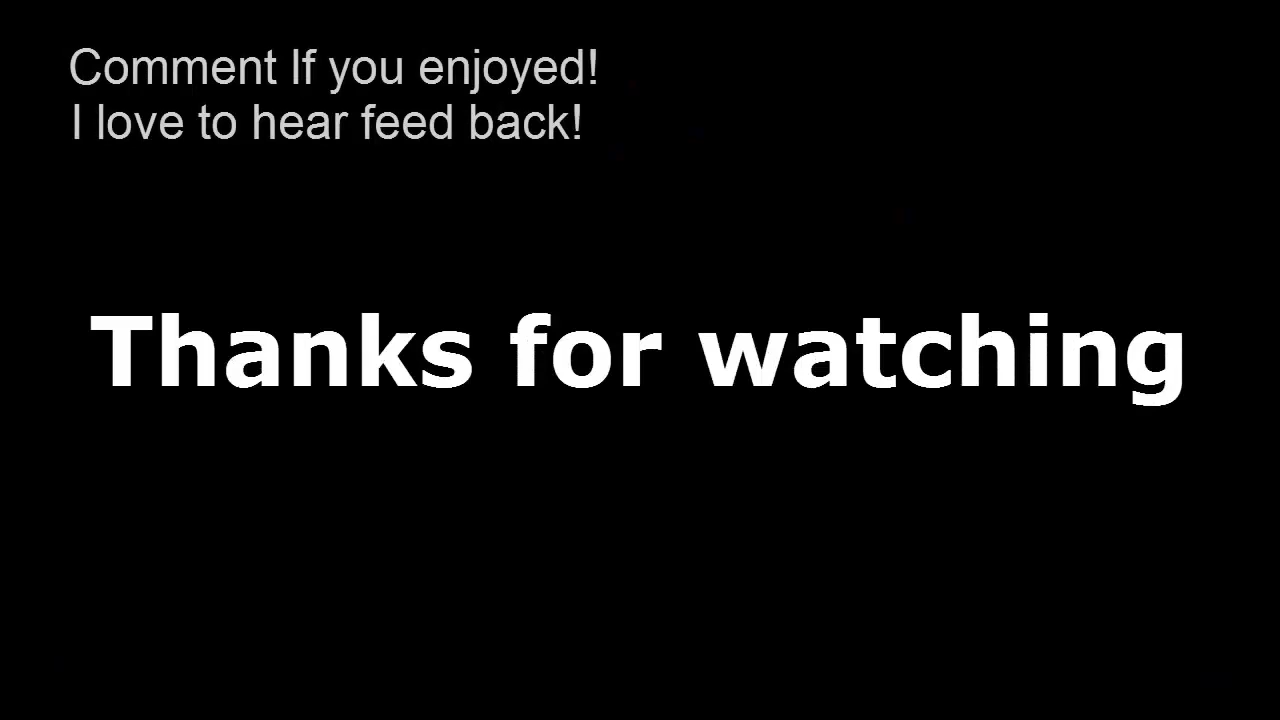 Comment If you enjoyed!
I love to hear feed back!
Thanks for watching